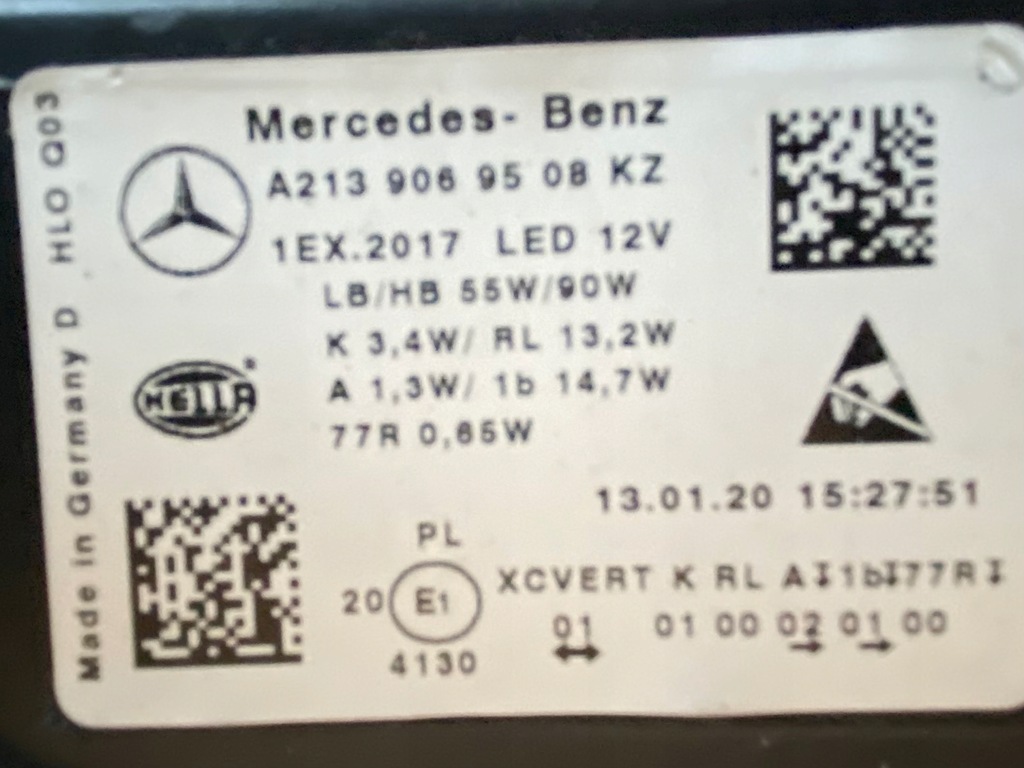 Mercedes- Benz
A213 906 95 08 KZ
1EX.2017 LED 12V
LB/HB 55W/90W
K 3,4W/ RL 13,2W
A 1,3W/ 1b 14,7W
77R 0,65W
HELLA
13.01.20 15:27:51
PL
20 E1
4130
XCVERT K RL A↧1b↧77R↧
01 01 00 02 01 00
Made in Germany D HLO Q03